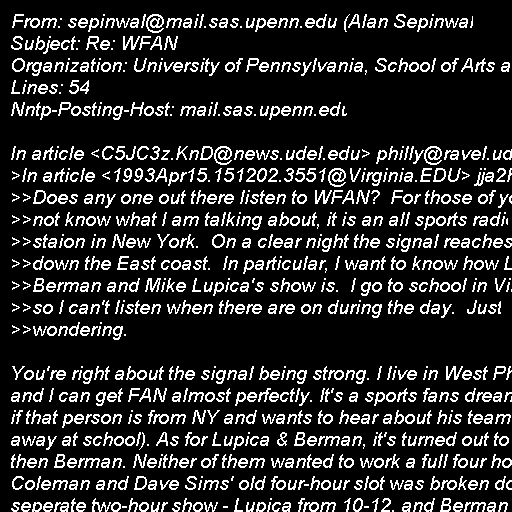 From: sepinwal@mail.sas.upenn.edu (Alan Sepinwal
Subject: Re: WFAN
Organization: University of Pennsylvania, School of Arts a
Lines: 54
Nntp-Posting-Host: mail.sas.upenn.edu

In article <C5JC3z.KnD@news.udel.edu> philly@ravel.ud
>In article <1993Apr15.151202.3551@Virginia.EDU> jja2h
>>Does any one out there listen to WFAN?  For those of yo
>>not know what I am talking about, it is an all sports radi
>>staion in New York.  On a clear night the signal reaches
>>down the East coast.  In particular, I want to know how L
>>Berman and Mike Lupica's show is.  I go to school in Vi
>>so I can't listen when there are on during the day.  Just
>>wondering.

You're right about the signal being strong. I live in West Ph
and I can get FAN almost perfectly. It's a sports fans drean
if that person is from NY and wants to hear about his team
away at school). As for Lupica & Berman, it's turned out to
then Berman. Neither of them wanted to work a full four ho
Coleman and Dave Sims' old four-hour slot was broken do
seperate two-hour show - Lupica from 10-12, and Berman